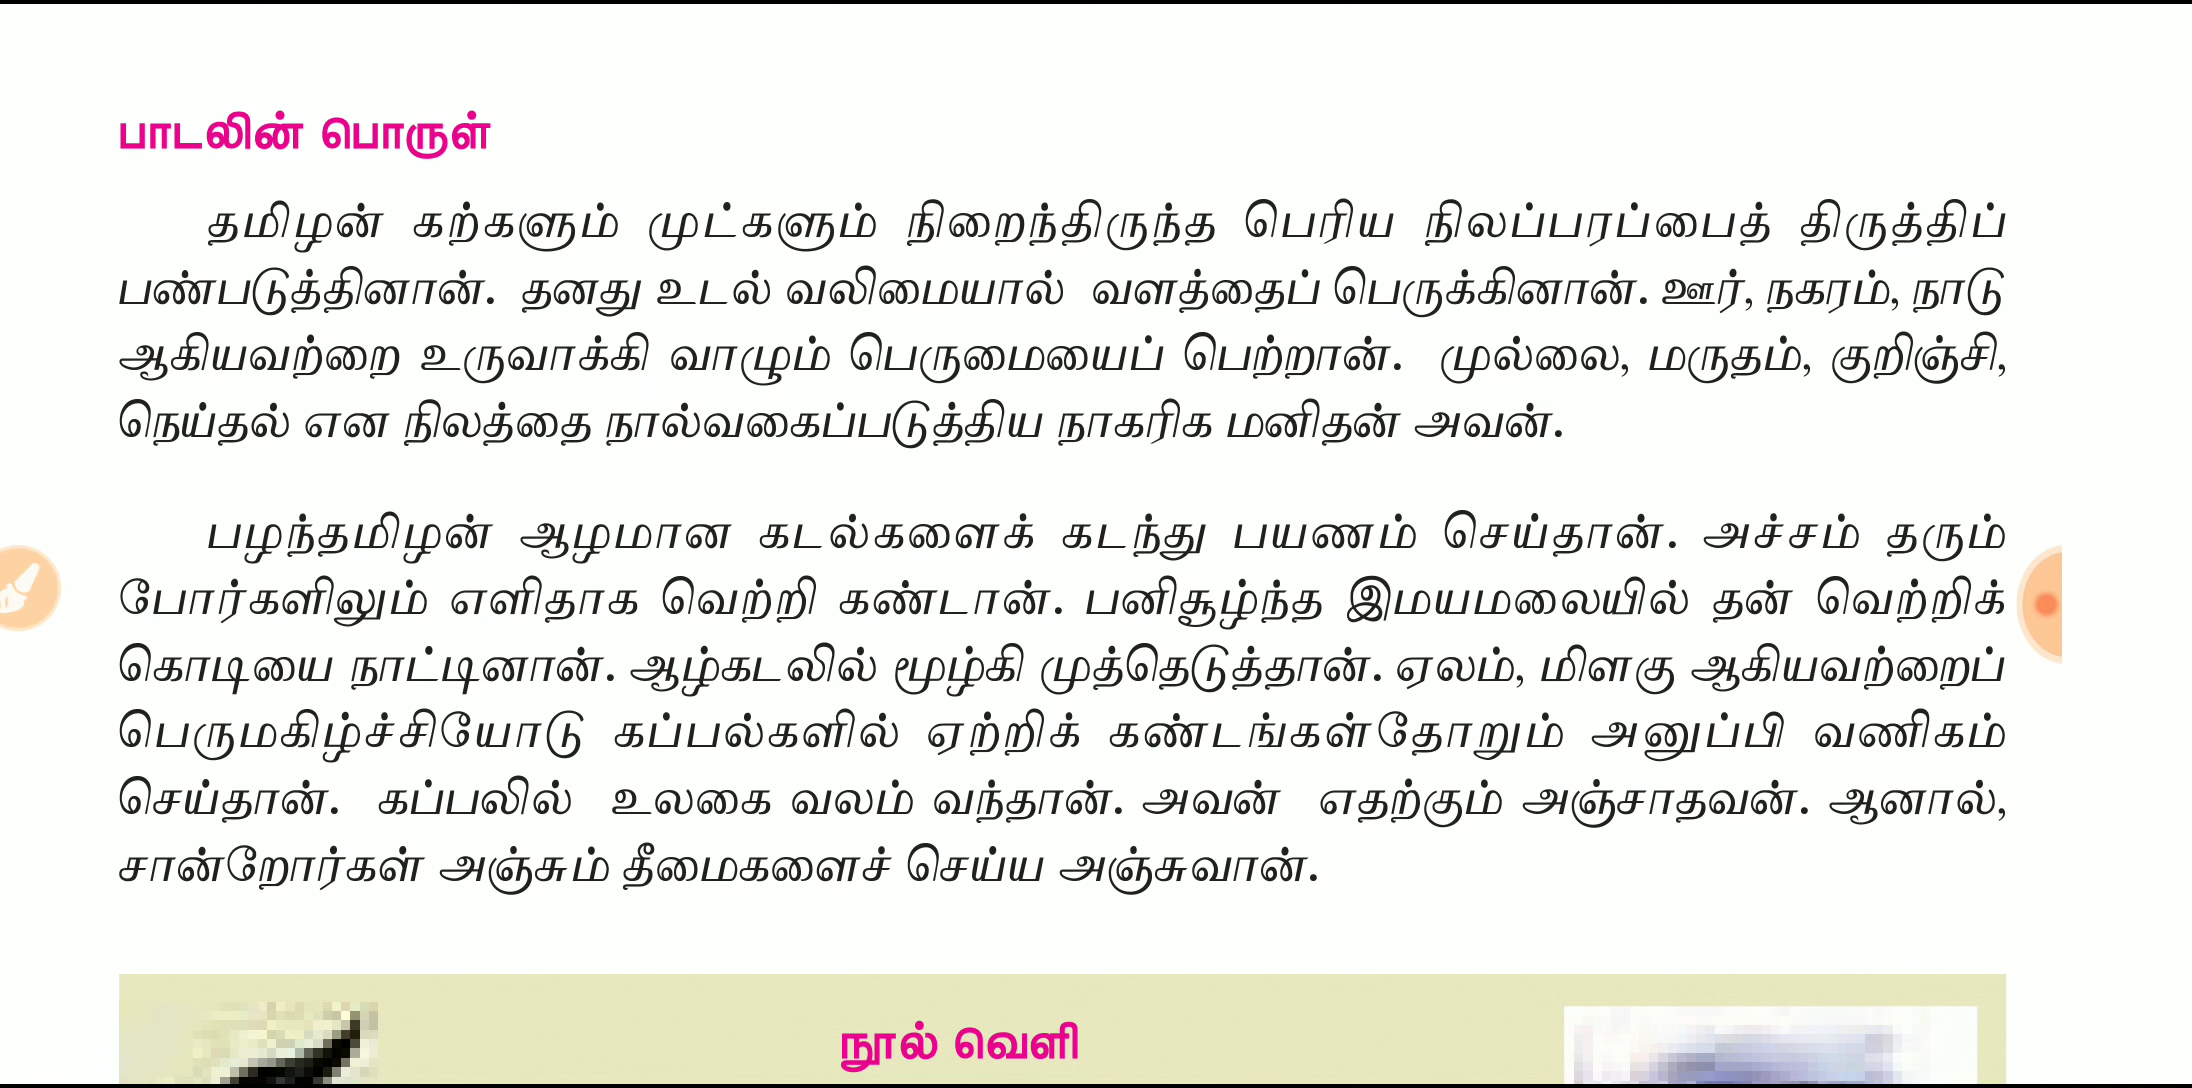 பாடலின் பொருள்
தமிழன் கற்களும் முட்களும் நிறைந்திருந்த பெரிய நிலப்பரப்பைத் திருத்திப்
பண்படுத்தினான். தனது உடல் வலிமையால் வளத்தைப் பெருக்கினான். ஊர், நகரம், நாடு
ஆகியவற்றை உருவாக்கி வாழும் பெருமையைப் பெற்றான். முல்லை, மருதம், குறிஞ்சி,
நெய்தல் என நிலத்தை நால்வகைப்படுத்திய நாகரிக மனிதன் அவன்.
பழந்தமிழன் ஆழமான கடல்களைக் கடந்து பயணம் செய்தான். அச்சம் தரும்
போர்களிலும் எளிதாக வெற்றி கண்டான். பனிசூழ்ந்த இமயமலையில் தன் வெற்றிக்
கொடியை நாட்டினான். ஆழ்கடலில் மூழ்கி முத்தெடுத்தான். ஏலம், மிளகு ஆகியவற்றைப்
பெருமகிழ்ச்சியோடு கப்பல்களில் ஏற்றிக் கண்டங்கள்தோறும் அனுப்பி வணிகம்
செய்தான். கப்பலில் உலகை வலம் வந்தான். அவன் எதற்கும் அஞ்சாதவன். ஆனால்,
சான்றோர்கள் அஞ்சும் தீமைகளைச் செய்ய அஞ்சுவான்.
நூல் வெளி